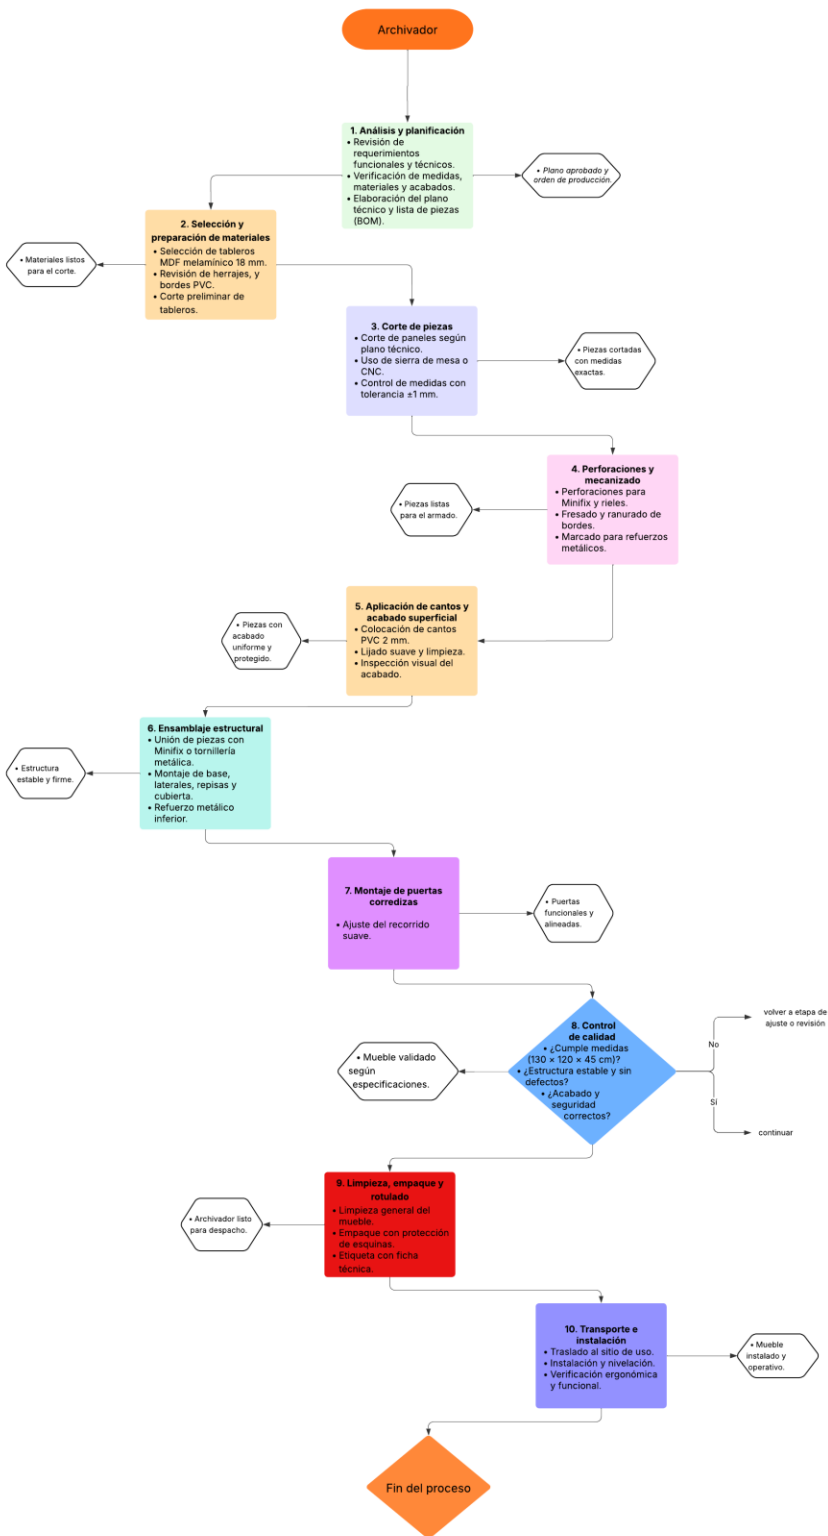 Archivador
1. Análisis y planificación
• Revisión de
requerimientos
funcionales y técnicos.
• Verificación de medidas,
materiales y acabados.
• Elaboración del plano
técnico y lista de piezas
(BOM).
• Plano aprobado y
orden de producción.
2. Selección y
preparación de materiales
• Selección de tableros
MDF melamínico 18 mm.
• Revisión de herrajes, y
bordes PVC.
• Corte preliminar de
tableros.
• Materiales listos
para el corte.
3. Corte de piezas
• Corte de paneles según
plano técnico.
• Uso de sierra de mesa o
CNC.
• Control de medidas con
tolerancia ±1 mm.
• Piezas cortadas
con medidas
exactas.
4. Perforaciones y
mecanizado
• Perforaciones para
Minifix y rieles.
• Fresado y ranurado de
bordes.
• Marcado para refuerzos
metálicos.
• Piezas listas
para el armado.
5. Aplicación de cantos y
acabado superficial
• Colocación de cantos
PVC 2 mm.
• Lijado suave y limpieza.
• Inspección visual del
acabado.
• Piezas con
acabado
uniforme y
protegido.
6. Ensamblaje estructural
• Unión de piezas con
Minifix o tornillería
metálica.
• Montaje de base,
laterales, repisas y
cubierta.
• Refuerzo metálico
inferior.
• Estructura
estable y firme.
7. Montaje de puertas
corredizas
• Ajuste del recorrido
suave.
• Puertas
funcionales y
alineadas.
8. Control
de calidad
• ¿Cumple medidas
(130 × 120 × 45 cm)?
• ¿Estructura estable y sin
defectos?
• ¿Acabado y
seguridad
correctos?
• Mueble validado
según
especificaciones.
No
volver a etapa de
ajuste o revisión
Sí
continuar
9. Limpieza, empaque y
rotulado
• Limpieza general del
mueble.
• Empaque con protección
de esquinas.
• Etiqueta con ficha
técnica.
• Archivador listo
para despacho.
10. Transporte e
instalación
• Traslado al sitio de uso.
• Instalación y nivelación.
• Verificación ergonómica
y funcional.
• Mueble
instalado y
operativo.
Fin del proceso